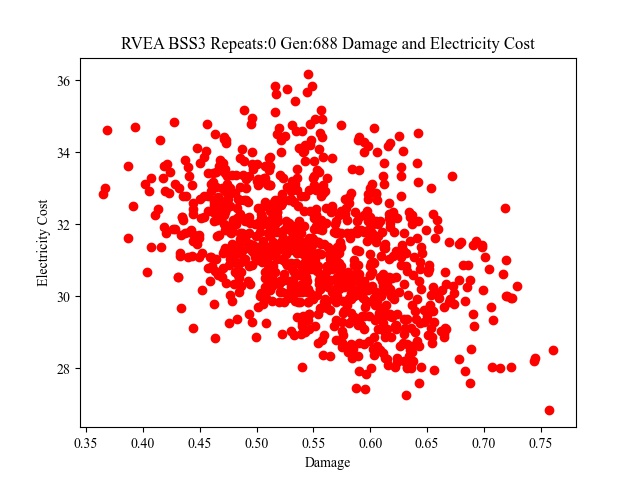 RVEA BSS3 Repeats:0 Gen:688 Damage and Electricity Cost
36
34
32
30
28
Electricity Cost
0.35 0.40 0.45 0.50 0.55 0.60 0.65 0.70 0.75
Damage